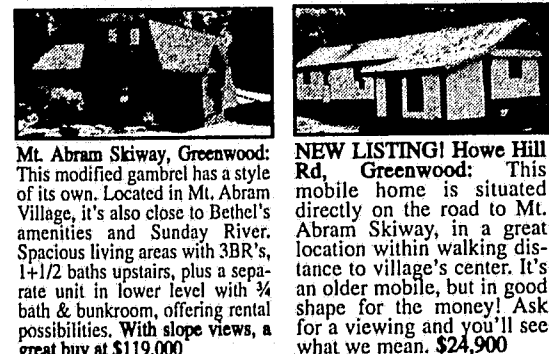 Mt. Abram Skiway, Greenwood:
This modified gambrel has a style
of its own. Located in Mt, Abram
Village, it's also close to Bethel's
amenities and Sunday River.
Spacious living areas with 3BR's,
1+1/2 baths upstairs, plus a sepa-
rate unit in lower level with ¾
bath & bunkroom, offering rental
possibilities. With slope views, a
great buy at $119,000
NEW LISTING! Howe Hill
Rd, Greenwood: This
mobile home is situated
directly on the road to Mt.
Abram Skiway, in a great
location within walking dis-
tance to village's center. It's
an older mobile, but in good
shape for the money! Ask
for a viewing and you'll see
what we mean. $24,900